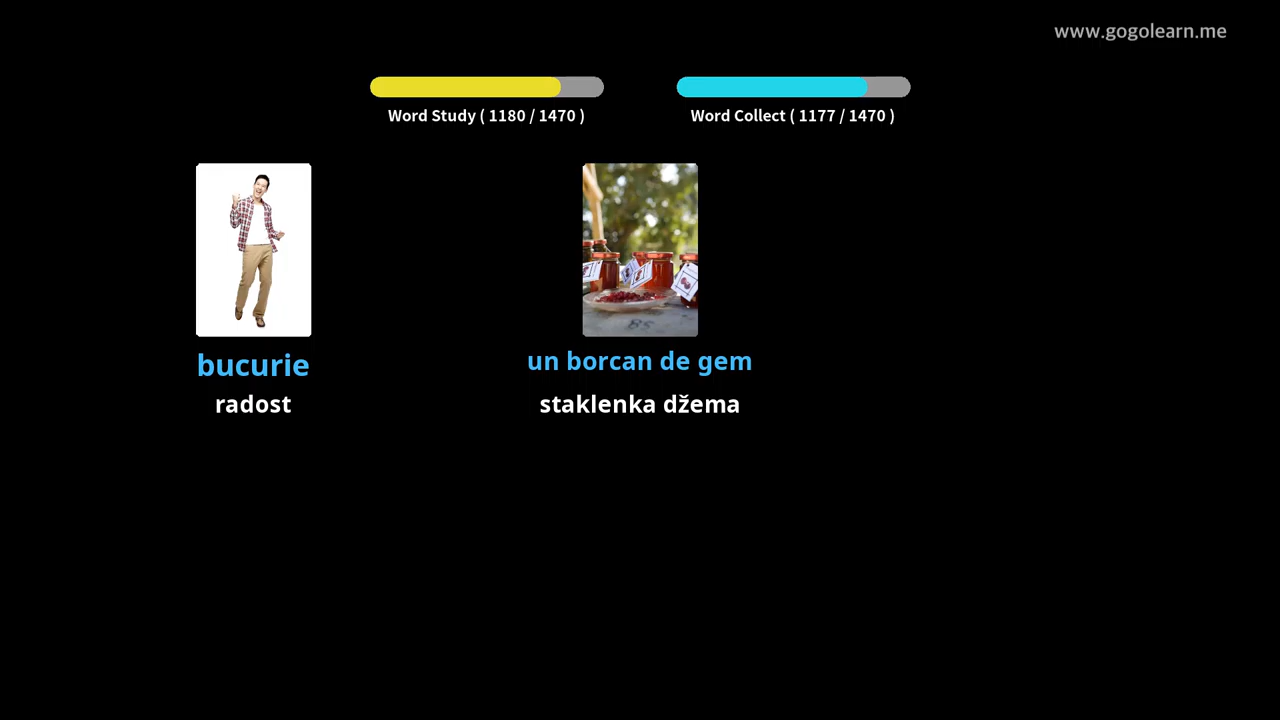 www.gogolearn.me
Word Study ( 1180 / 1470 )
Word Collect ( 1177 / 1470 )
bucurie
radost
un borcan de gem
staklenka džema